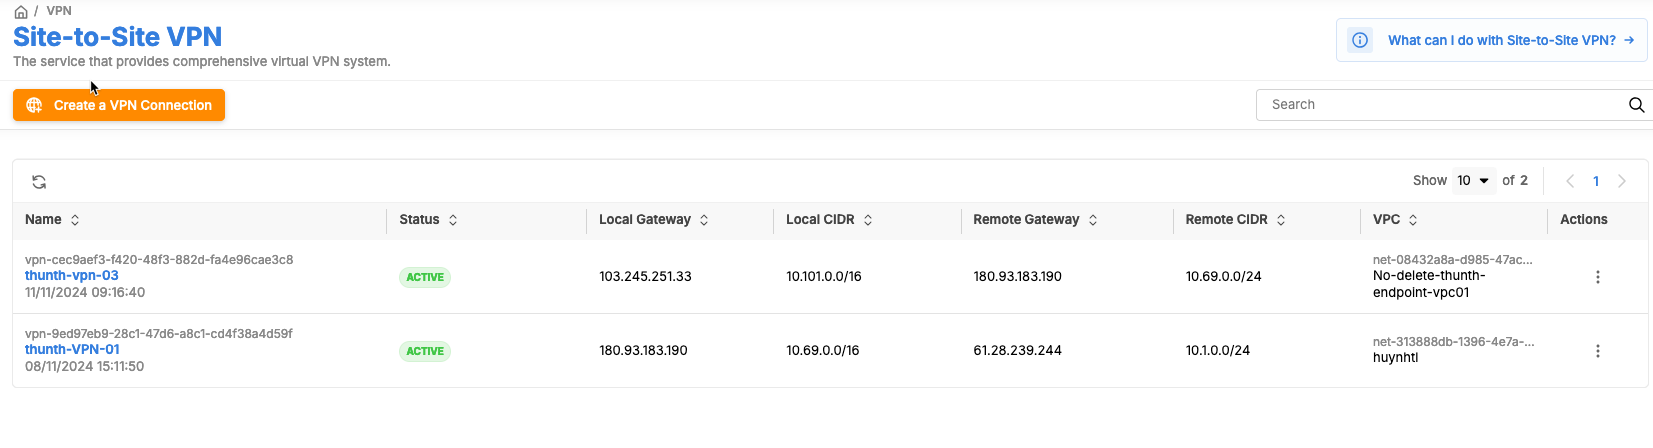 / VPN
Site-to-Site VPN
The service that provides comprehensive virtual VPN system.
What can I do with Site-to-Site VPN? →
Create a VPN Connection
Search
Show 10 of 2 1
Name Status Local Gateway Local CIDR Remote Gateway Remote CIDR VPC Actions
vpn-cec9aef3-f420-48f3-882d-fa4e96cae3c8
thunth-vpn-03
11/11/2024 09:16:40
ACTIVE
103.245.251.33
10.101.0.0/16
180.93.183.190
10.69.0.0/24
net-08432a8a-d985-47ac...
No-delete-thunth-
endpoint-vpc01
vpn-9ed97eb9-28c1-47d6-a8c1-cd4f38a4d59f
thunth-VPN-01
08/11/2024 15:11:50
ACTIVE
180.93.183.190
10.69.0.0/16
61.28.239.244
10.1.0.0/24
net-313888db-1396-4e7a-...
huynhtl